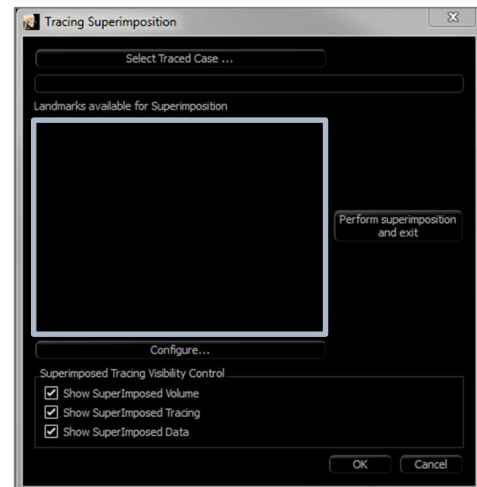 Tracing Superimposition
Select Traced Case ...
Landmarks available for Superimposition
Perform superimposition
and exit
Configure...
Superimposed Tracing Visibility Control
Show SuperImposed Volume
Show SuperImposed Tracing
Show SuperImposed Data
OK Cancel